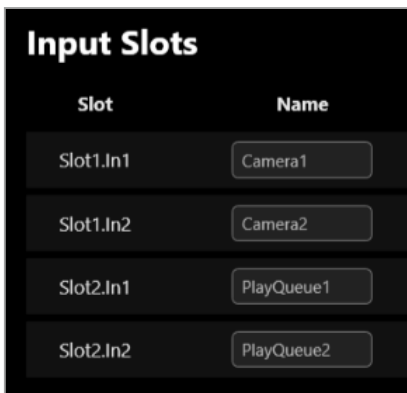 Input Slots
Slot Name
Slot1.In1 Camera1
Slot1.In2 Camera2
Slot2.In1 PlayQueue1
Slot2.In2 PlayQueue2